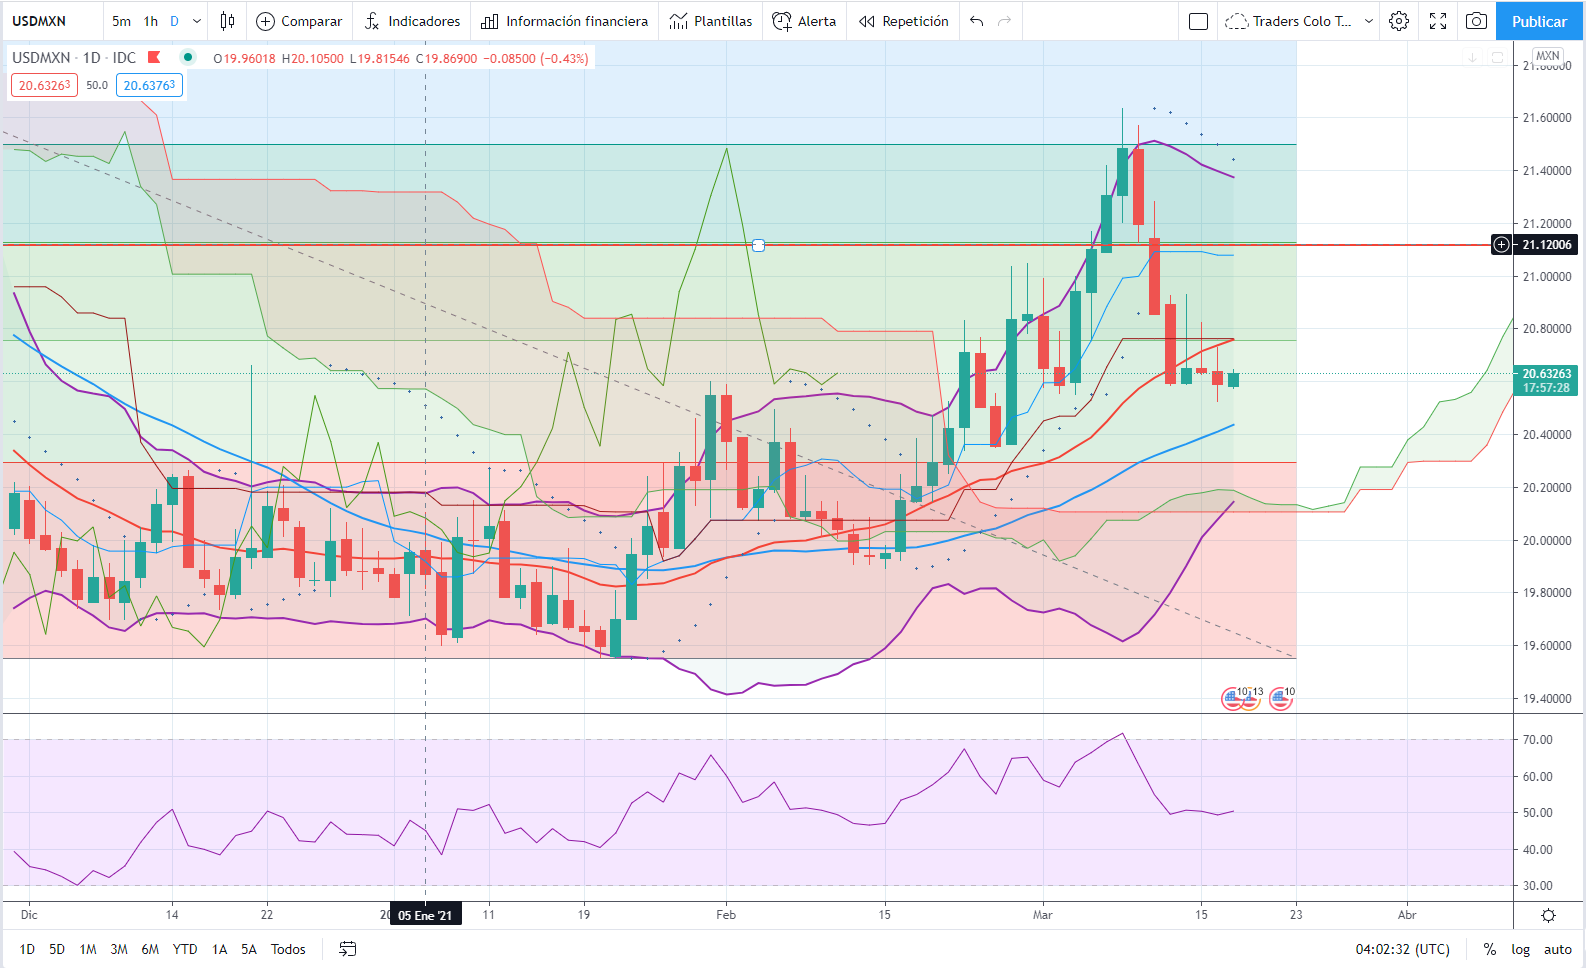 USDMXN 5m 1h D Comparar Indicadores Información financiera Plantillas Alerta Repetición Traders Colo T... Publicar
USDMXN · 1D · IDC O19.96018 H20.10500 L19.81546 C19.86900 −0.08500 (−0.43%)
20.63263 50.0 20.63763
MXN
21.60000
21.40000
21.20000
21.12006
21.00000
20.80000
20.63263
17:57:28
20.40000
20.20000
20.00000
19.80000
19.60000
19.40000
10 13 10
70.00
60.00
50.00
40.00
30.00
Dic 14 22 05 Ene '21 11 19 Feb 15 Mar 15 23 Abr
1D 5D 1M 3M 6M YTD 1A 5A Todos 04:02:32 (UTC) % log auto